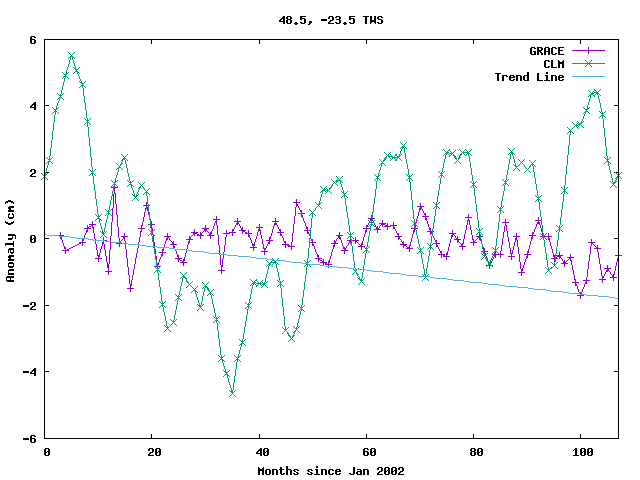 48.5, -23.5 TWS
GRACE
CLM
Trend Line
6
4
2
0
-2
-4
-6
Anomaly (cm)
0 20 40 60 80 100
Months since Jan 2002